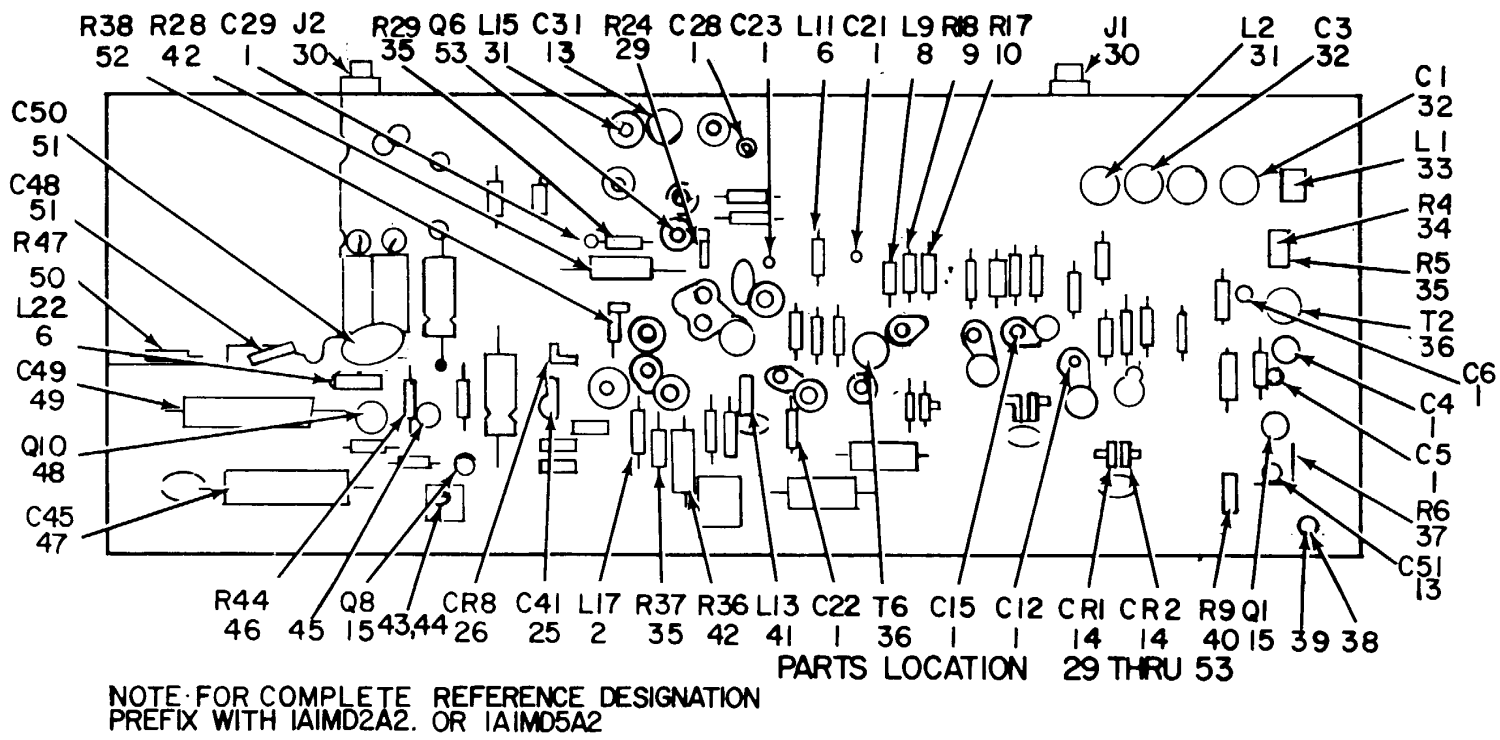 R38 R28 C29 J2 R29 Q6 L15 C31 R24 C28 C23 L11 C21 L9 R18 R17 J1 L2 C3
52 42 1 30 35 53 31 13 29 1 1 6 1 8 9 10 30 31 32
C50
51
C48
51
R47
50
L22
6
C49
49
Q10
48
C45
47
C1
32
L1
33
R4
34
R5
35
T2
36
C6
1
C4
1
C5
1
R6
37
C51
13
R44 Q8 CR8 C41 L17 R37 R36 L13 C22 T6 C15 C12 CR1 CR2 R9 Q1
46 45 15 43,44 26 25 2 35 42 41 1 36 1 1 14 14 40 15 39 38
PARTS LOCATION 29 THRU 53
NOTE: FOR COMPLETE REFERENCE DESIGNATION
PREFIX WITH 1A1MD2A2. OR 1A1MD5A2